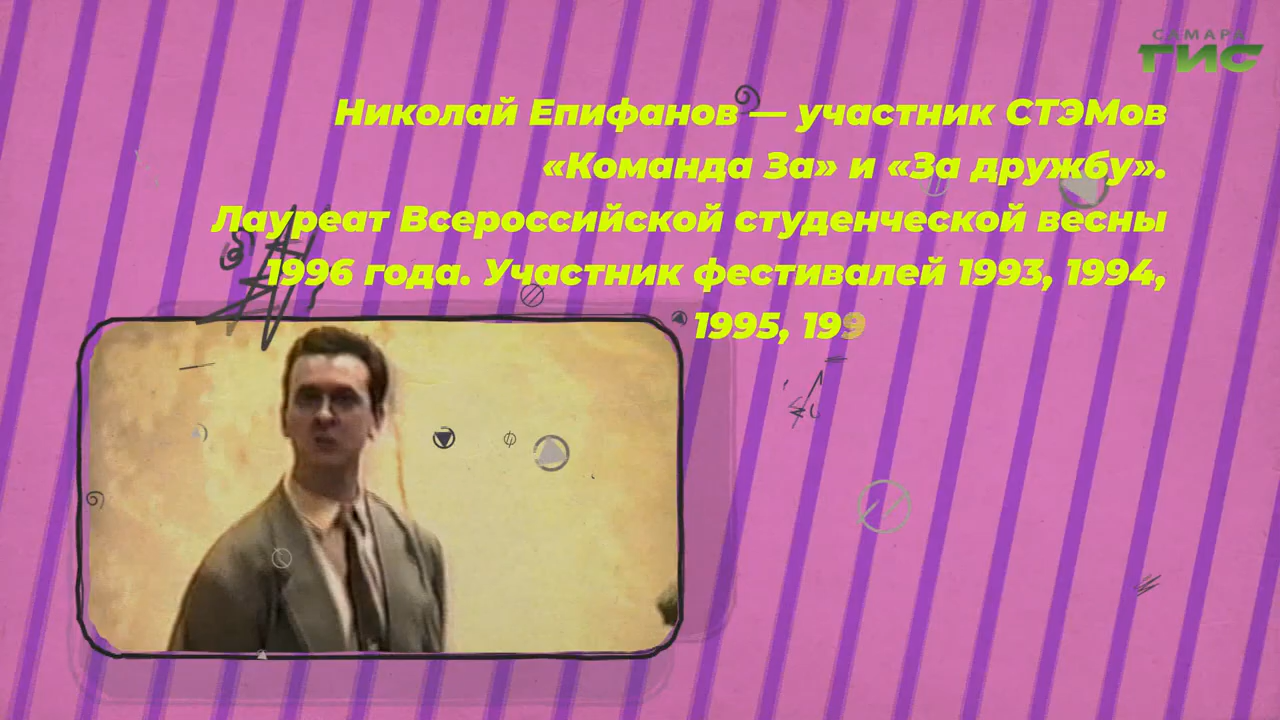 САМАРА
ГИС
Николай Епифанов — участник СТЭМов
«Команда За» и «За дружбу».
Лауреат Всероссийской студенческой весны
1996 года. Участник фестивалей 1993, 1994,
1995, 199